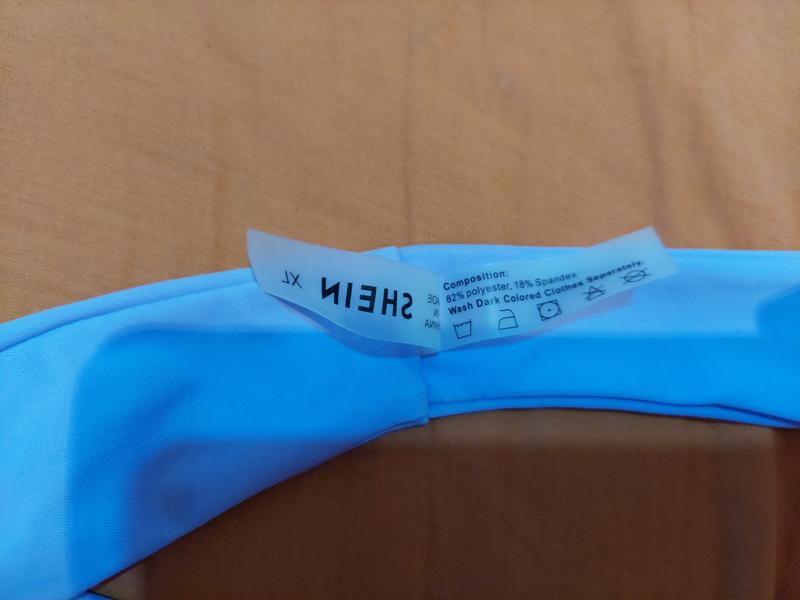 XL
SHEIN
Composition:
82% polyester, 18% Spandex
Wash Dark Colored Clothes Separately.